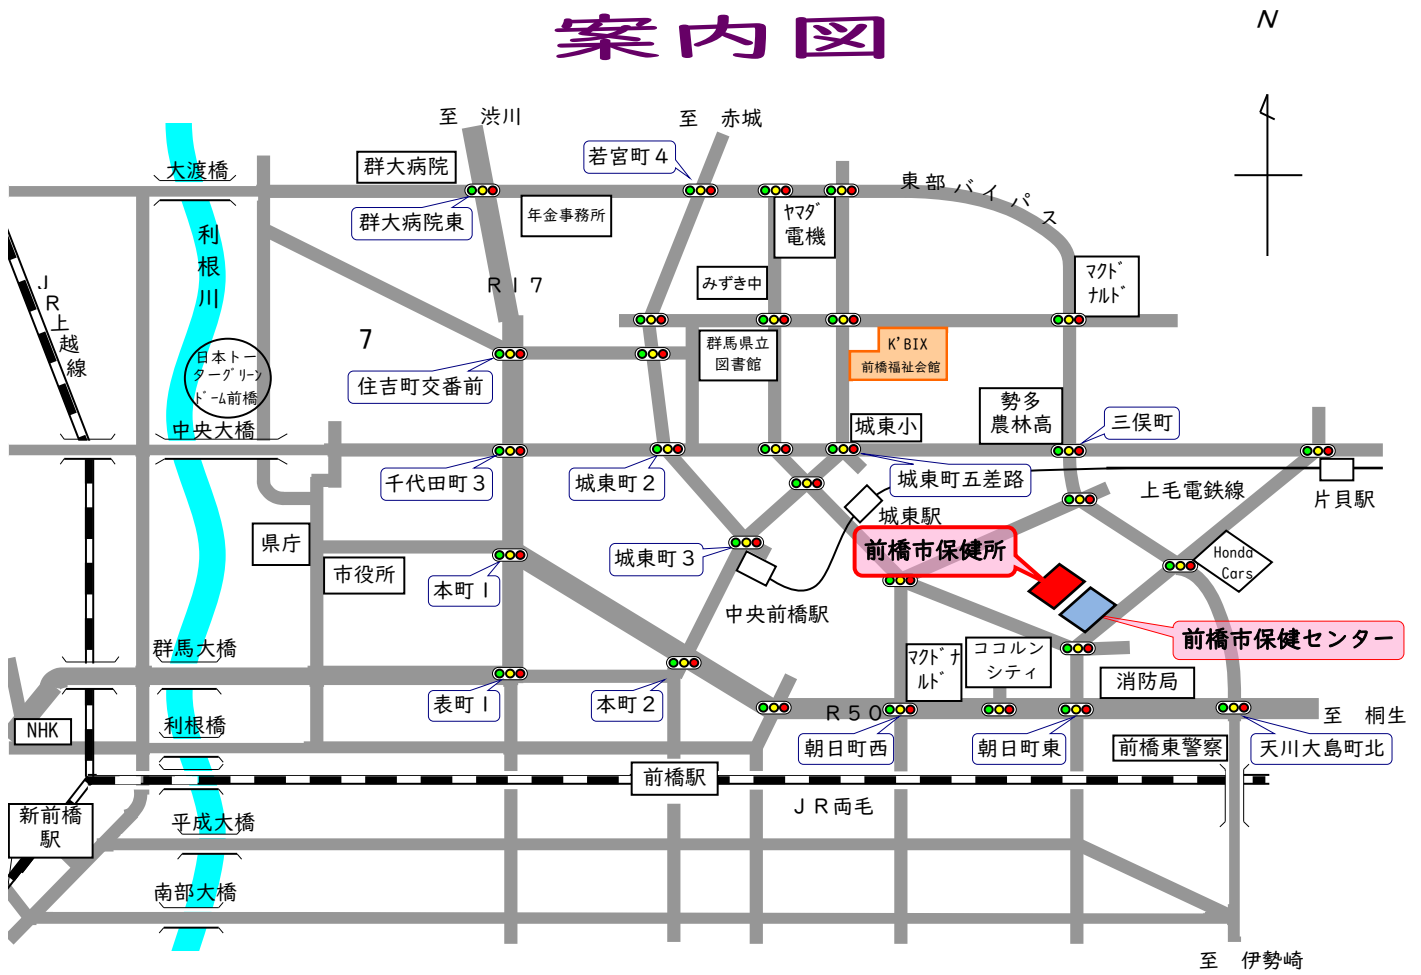 案内図
N
至 渋川
至 赤城
大渡橋
群大病院
若宮町4
群大病院東
年金事務所
ヤマダ
電機
東部バイパス
利根川
JR上越線
R17
みずき中
マクド
ナルド
7
日本トー
ターグリーン
ドーム前橋
住吉町交番前
群馬県立
図書館
K'BIX
前橋福祉会館
中央大橋
城東小
勢多
農林高
三俣町
千代田町3
城東町2
城東町五差路
上毛電鉄線
片貝駅
城東駅
県庁
市役所
本町1
城東町3
中央前橋駅
前橋市保健所
Honda
Cars
前橋市保健センター
群馬大橋
マクドナ
ルド
ココルン
シティ
消防局
表町1
本町2
R50
至 桐生
NHK
利根橋
朝日町西
朝日町東
前橋東警察
天川大島町北
前橋駅
JR両毛
新前橋
駅
平成大橋
南部大橋
至 伊勢崎